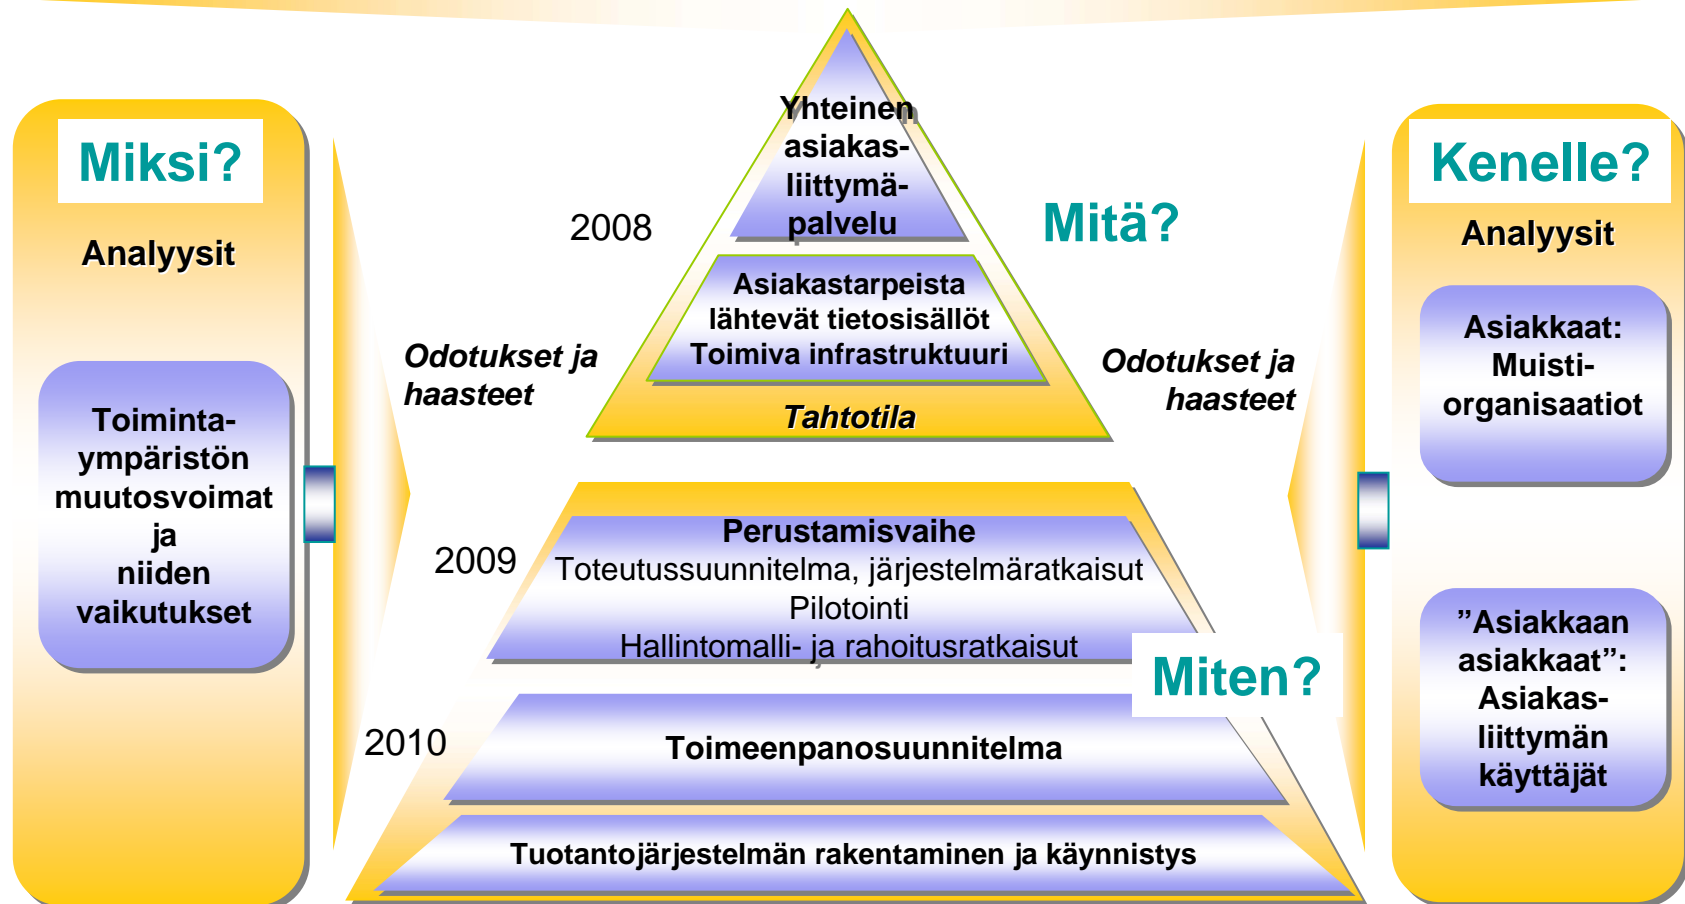 Miksi?
Analyysit
Toiminta-
ympäristön
muutosvoimat
ja
niiden
vaikutukset
Odotukset ja
haasteet
2008
Yhteinen
asiakas-
liittymä-
palvelu
Mitä?
Asiakastarpeista
lähtevät tietosisällöt
Toimiva infrastruktuuri
Tahtotila
Odotukset ja
haasteet
2009
Perustamisvaihe
Toteutussuunnitelma, järjestelmäratkaisut
Pilotointi
Hallintomalli- ja rahoitusratkaisut
Miten?
2010
Toimeenpanosuunnitelma
Tuotantojärjestelmän rakentaminen ja käynnistys
Kenelle?
Analyysit
Asiakkaat:
Muisti-
organisaatiot
”Asiakkaan
asiakkaat”:
Asiakas-
liittymän
käyttäjät